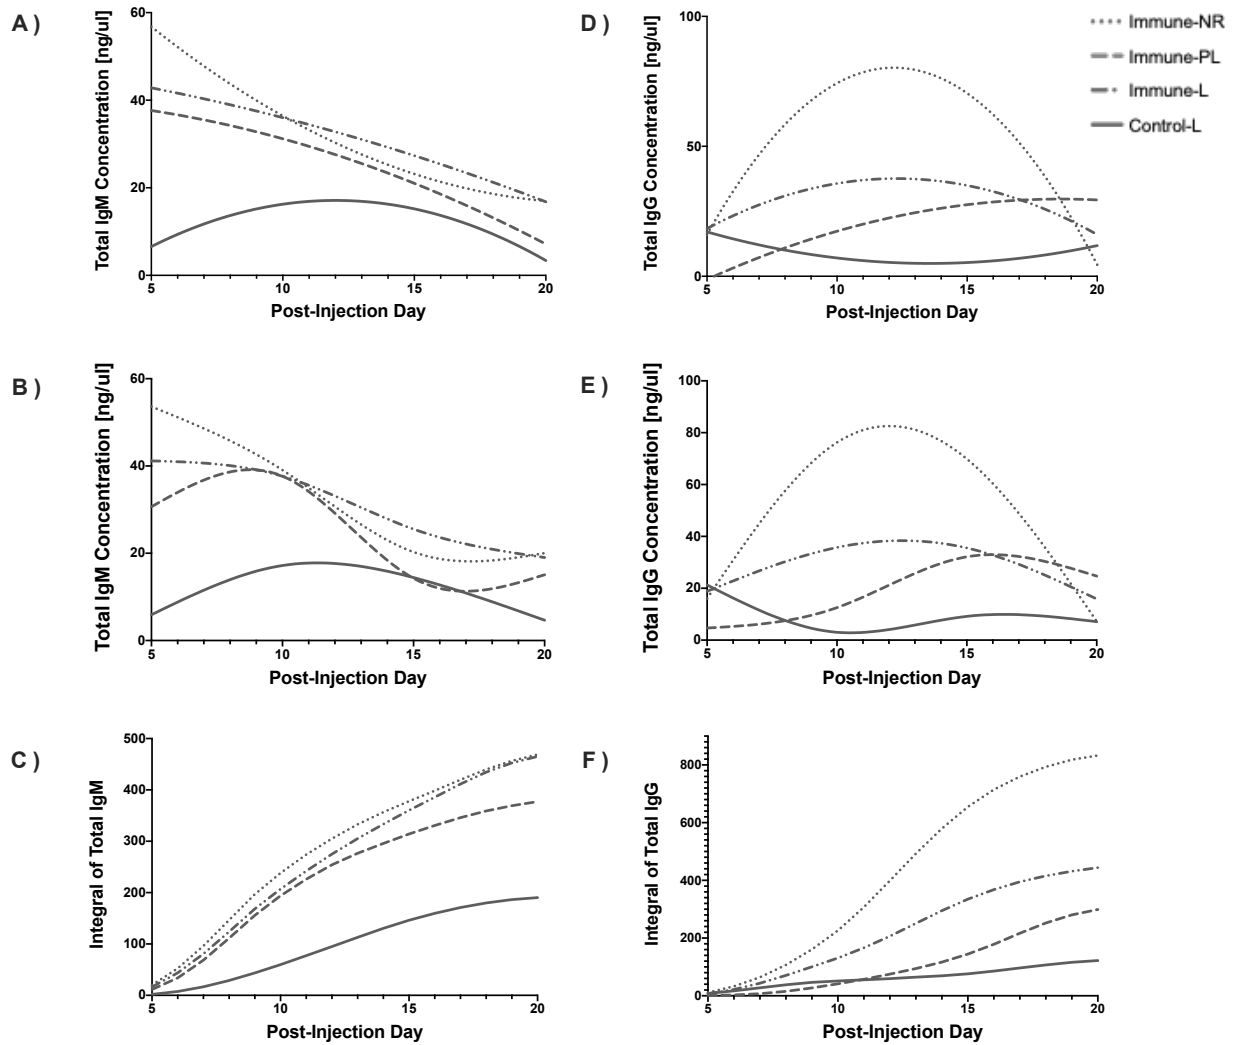 A )
Total IgM Concentration [ng/ul]
60
40
20
0
5
10
15
20
Post-Injection Day
D )
Total IgG Concentration [ng/ul]
100
50
0
5
10
15
20
Post-Injection Day
Immune-NR
Immune-PL
Immune-L
Control-L
B )
Total IgM Concentration [ng/ul]
60
40
20
0
5
10
15
20
Post-Injection Day
E )
Total IgG Concentration [ng/ul]
100
80
60
40
20
0
5
10
15
20
Post-Injection Day
C )
Integral of Total IgM
500
400
300
200
100
0
5
10
15
20
Post-Injection Day
F )
Integral of Total IgG
800
600
400
200
0
5
10
15
20
Post-Injection Day